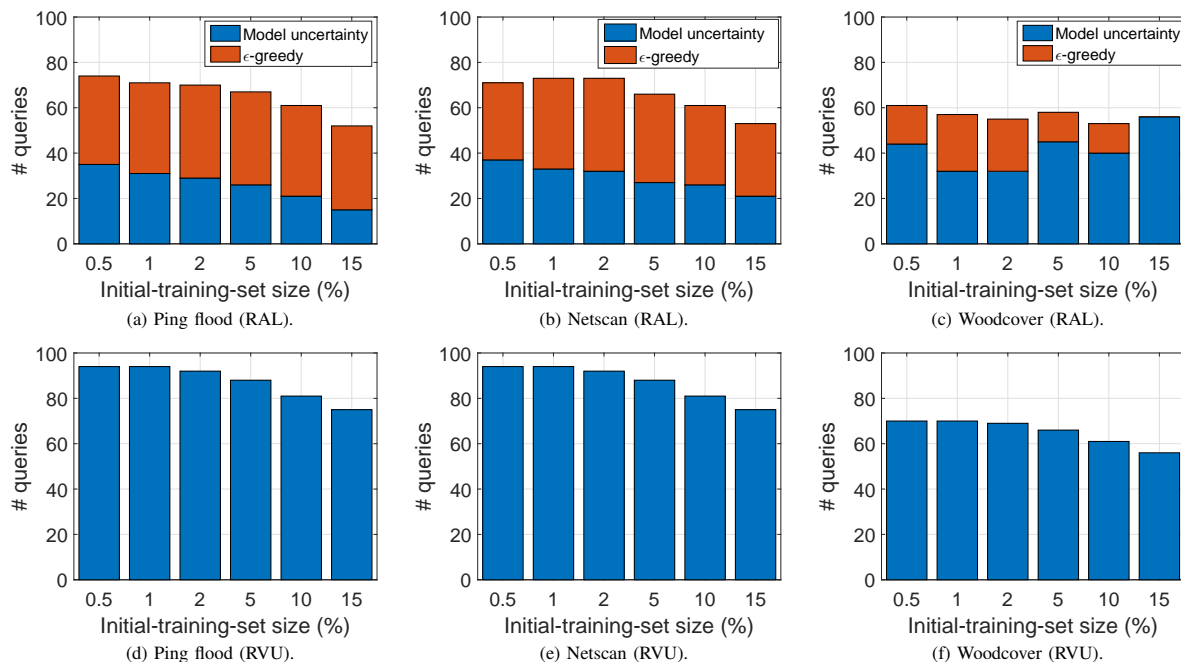 100
80
60
40
20
0
# queries
Model uncertainty
ϵ-greedy
0.5 1 2 5 10 15
Initial-training-set size (%)
(a) Ping flood (RAL).
100
80
60
40
20
0
# queries
Model uncertainty
ϵ-greedy
0.5 1 2 5 10 15
Initial-training-set size (%)
(b) Netscan (RAL).
100
80
60
40
20
0
# queries
Model uncertainty
ϵ-greedy
0.5 1 2 5 10 15
Initial-training-set size (%)
(c) Woodcover (RAL).
100
80
60
40
20
0
# queries
0.5 1 2 5 10 15
Initial-training-set size (%)
(d) Ping flood (RVU).
100
80
60
40
20
0
# queries
0.5 1 2 5 10 15
Initial-training-set size (%)
(e) Netscan (RVU).
100
80
60
40
20
0
# queries
0.5 1 2 5 10 15
Initial-training-set size (%)
(f) Woodcover (RVU).